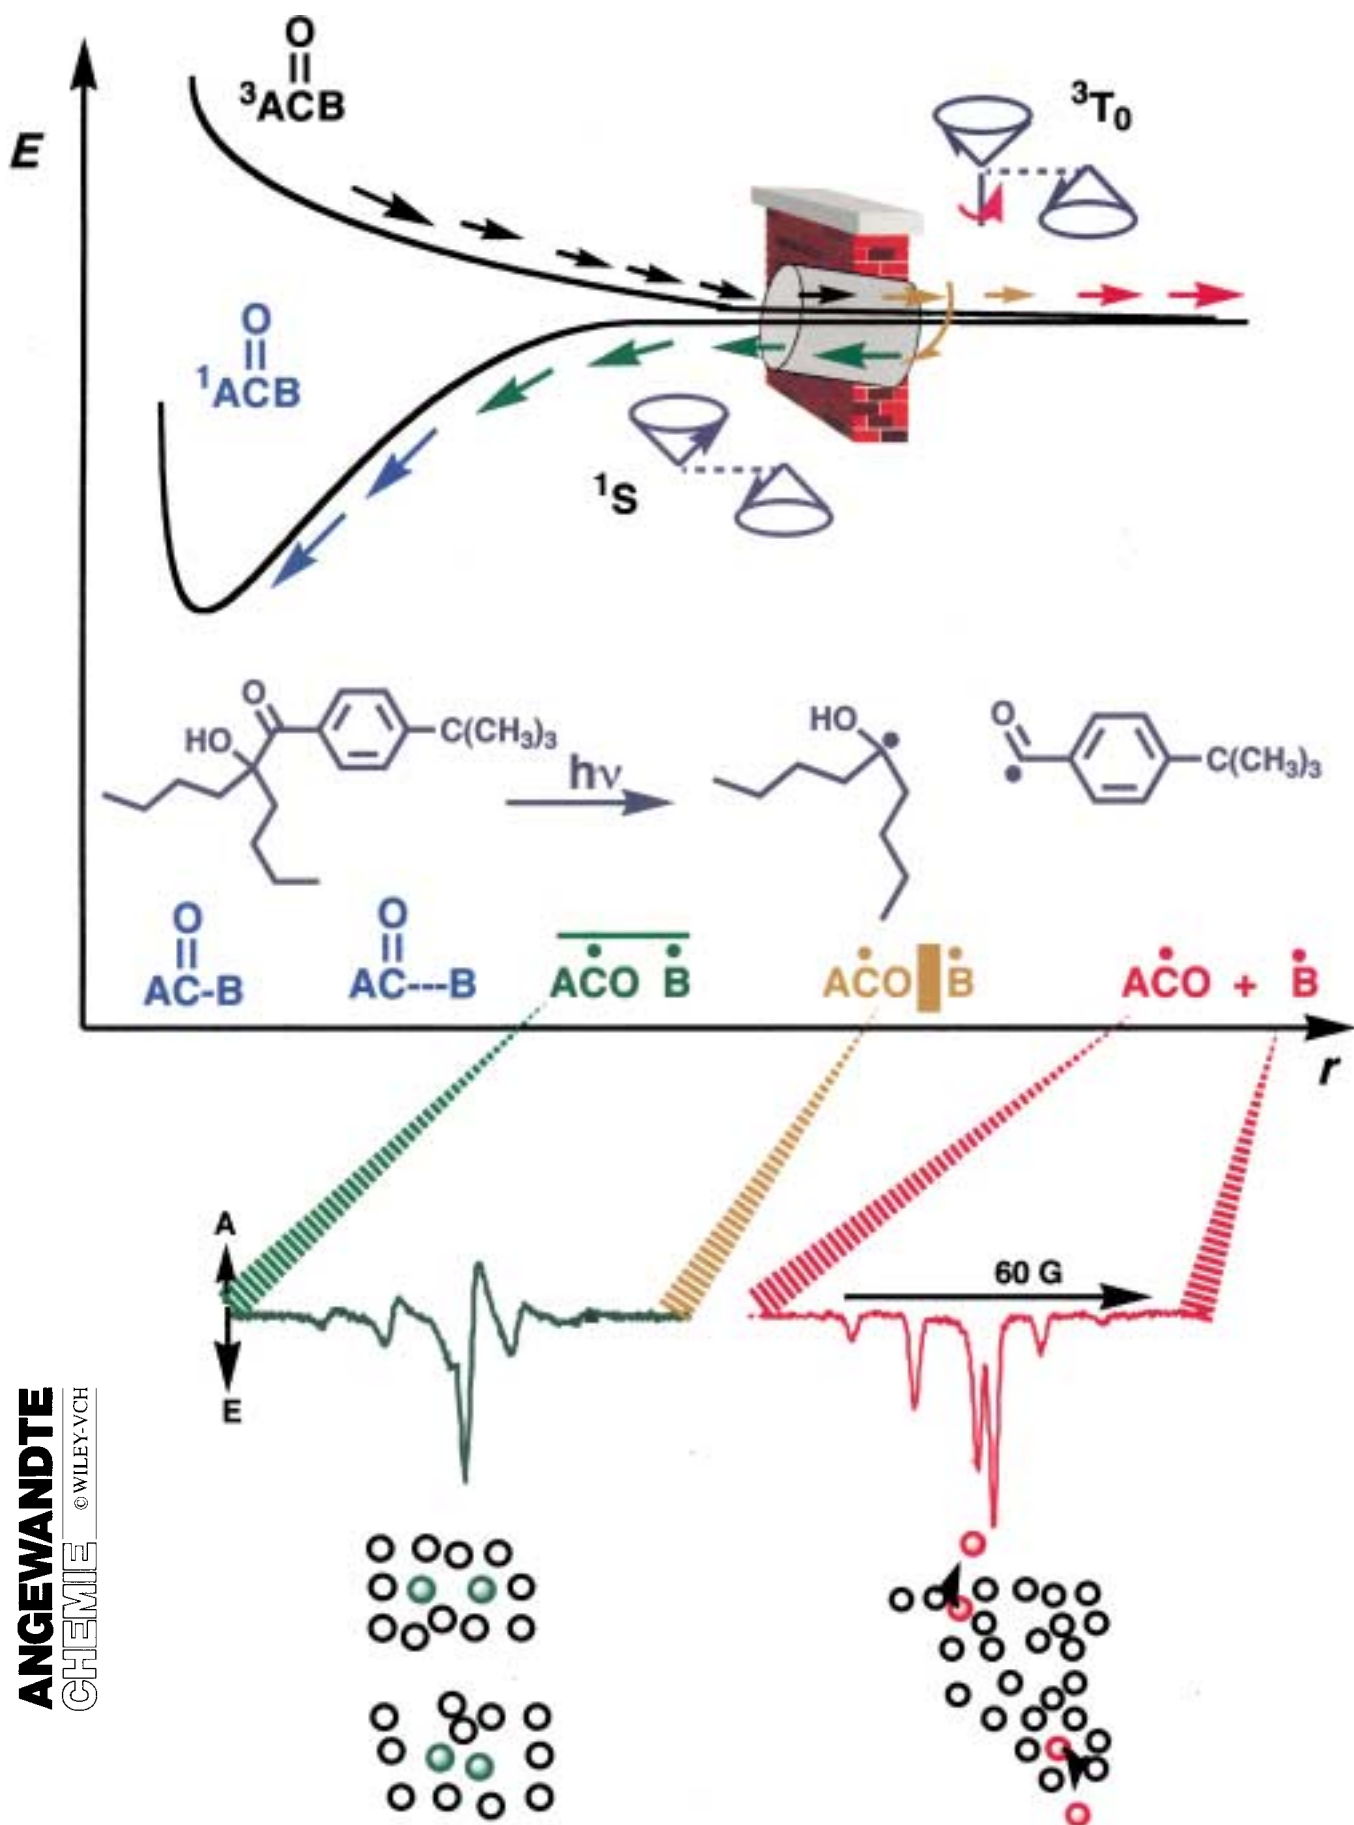 O
||
³ACB
³T₀
E
O
||
¹ACB
¹S
O
HO
C(CH₃)₃
hν
HO
O
C(CH₃)₃
O
||
AC-B
O
||
AC---B
ACO B
ACO B
ACO + B
r
A
E
60 G
ANGEWANDTE
CHEMIE © WILEY-VCH